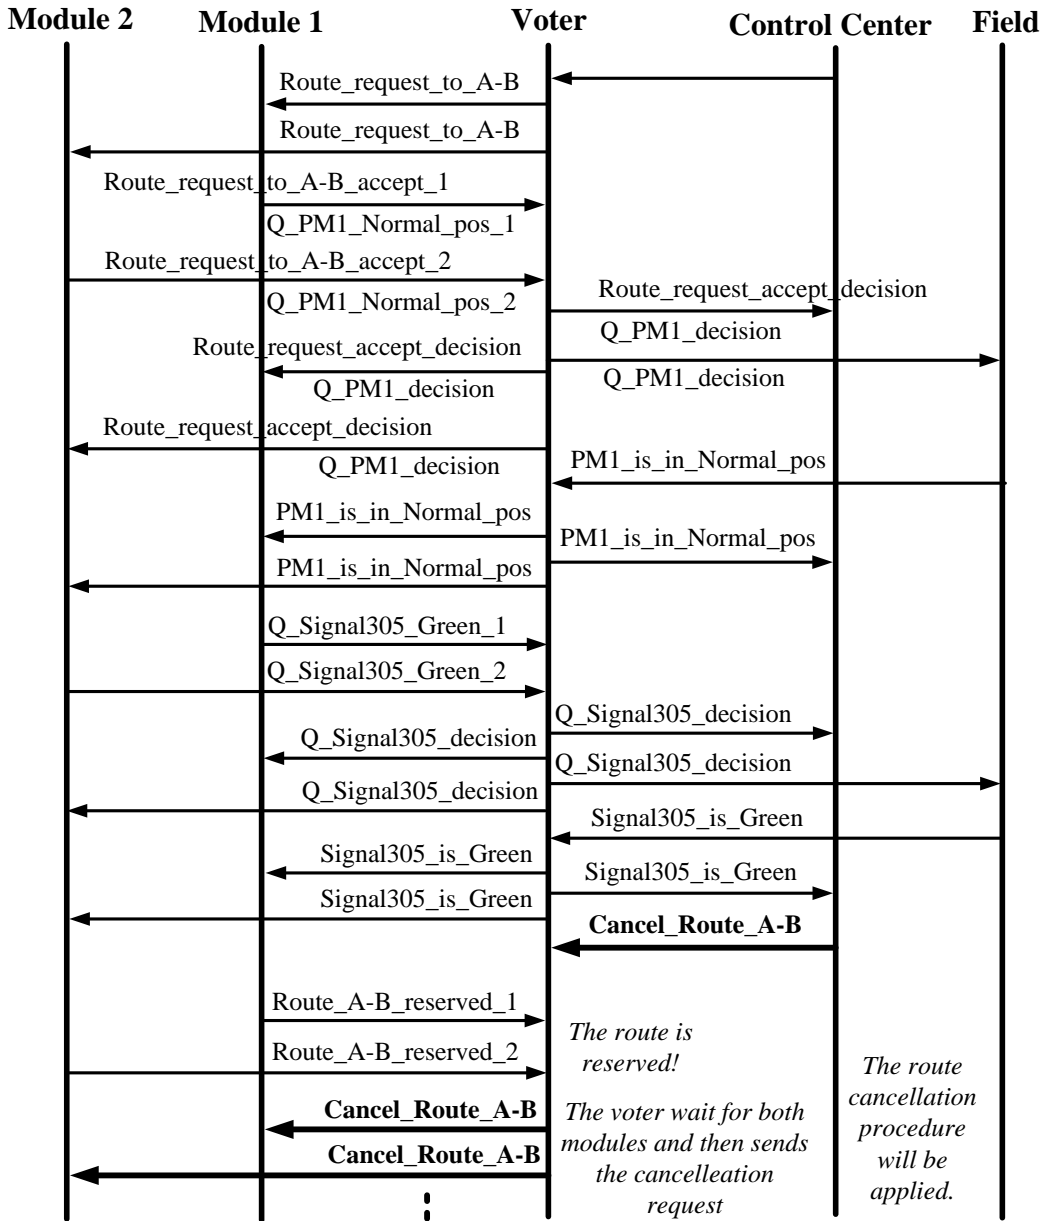 Module 2 Module 1 Voter Control Center Field
Route_request_to_A-B
Route_request_to_A-B
Route_request_to_A-B_accept_1
Q_PM1_Normal_pos_1
Route_request_to_A-B_accept_2
Q_PM1_Normal_pos_2
Route_request_accept_decision
Q_PM1_decision
Route_request_accept_decision
Q_PM1_decision
Q_PM1_decision
Route_request_accept_decision
Q_PM1_decision
PM1_is_in_Normal_pos
PM1_is_in_Normal_pos
PM1_is_in_Normal_pos
PM1_is_in_Normal_pos
Q_Signal305_Green_1
Q_Signal305_Green_2
Q_Signal305_decision
Q_Signal305_decision
Q_Signal305_decision
Q_Signal305_decision
Signal305_is_Green
Signal305_is_Green
Signal305_is_Green
Signal305_is_Green
Cancel_Route_A-B
Route_A-B_reserved_1
Route_A-B_reserved_2
The route is
reserved!
Cancel_Route_A-B
Cancel_Route_A-B
The voter wait for both
modules and then sends
the cancelleation
request
The route
cancellation
procedure
will be
applied.